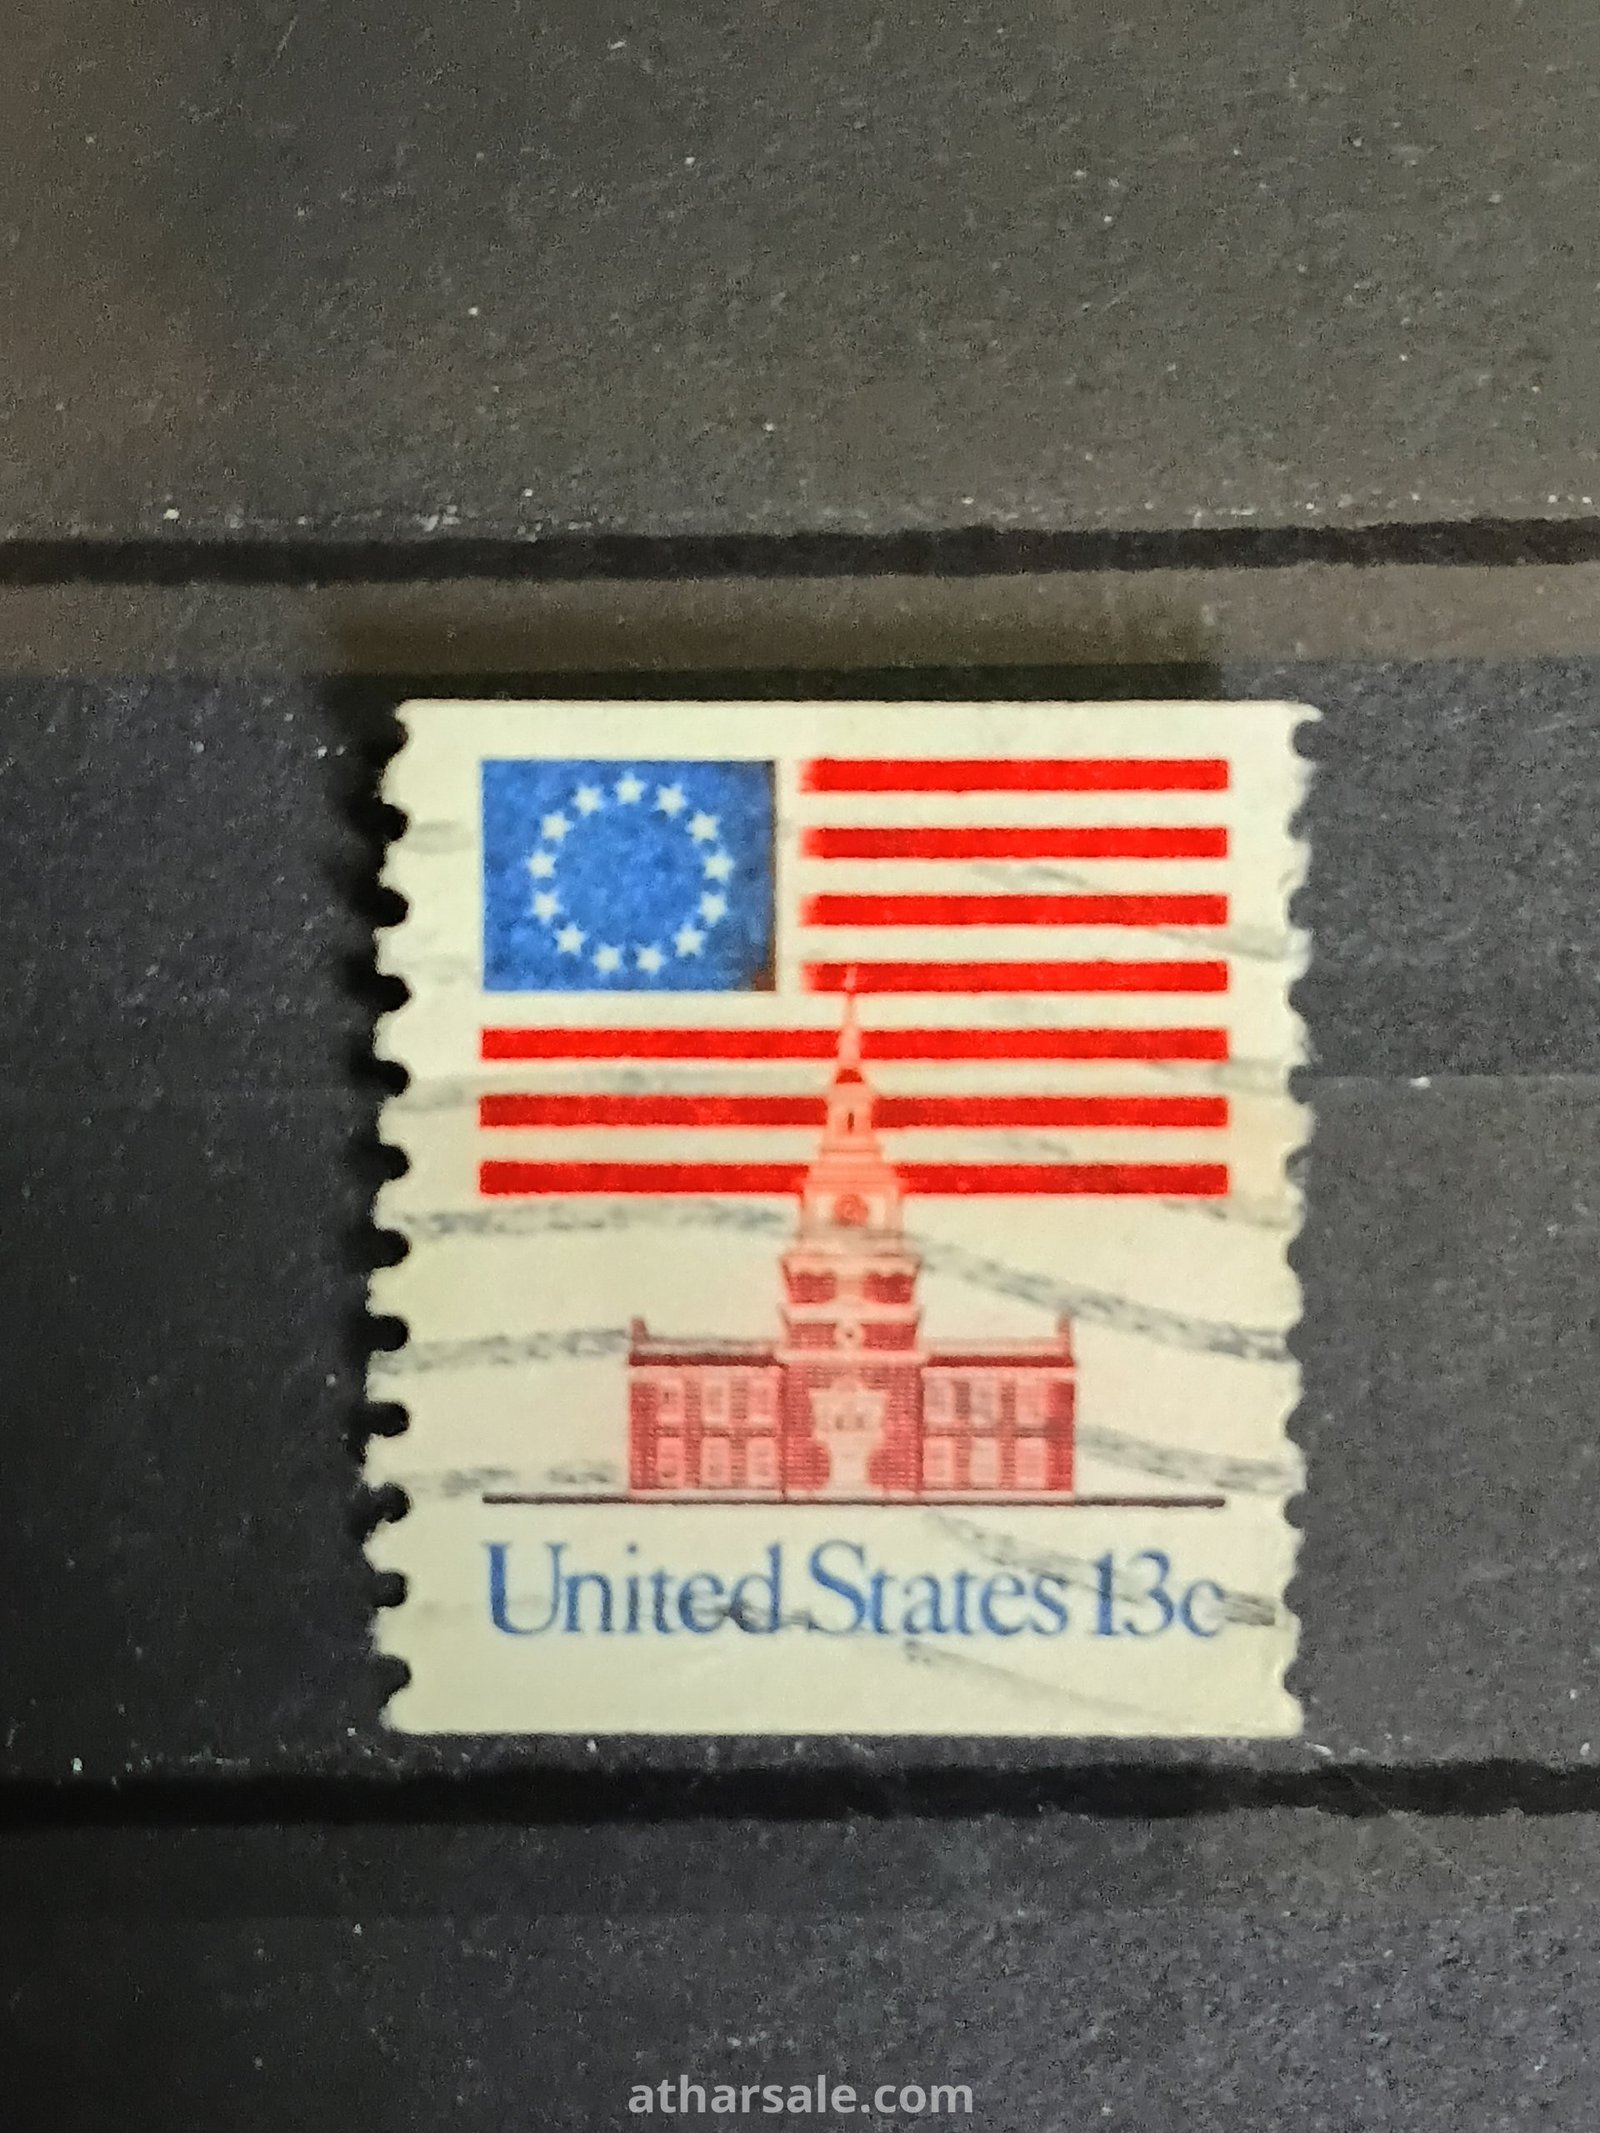 United States 13c
atharsale.com